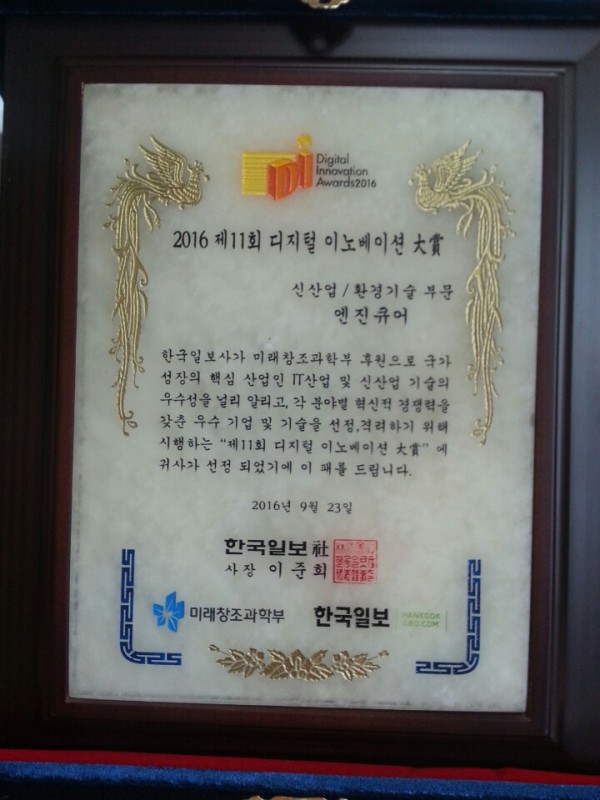 Di
Digital
Innovation
Awards2016
2016 제11회 디지털 이노베이션 大賞
신산업 / 환경기술 부문
엔진큐어
한국일보사가 미래창조과학부 후원으로 국가
성장의 핵심 산업인 IT산업 및 신산업 기술의
우수성을 널리 알리고, 각 분야별 혁신적 경쟁력을
갖춘 우수 기업 및 기술을 선정,격려하기 위해
시행하는 “제11회 디지털 이노베이션 大賞” 에
귀사가 선정 되었기에 이 패를 드립니다.
2016년 9월 23일
한국일보社
사장 이준희
미래창조과학부
한국일보
HANKOOK
ILBO.COM